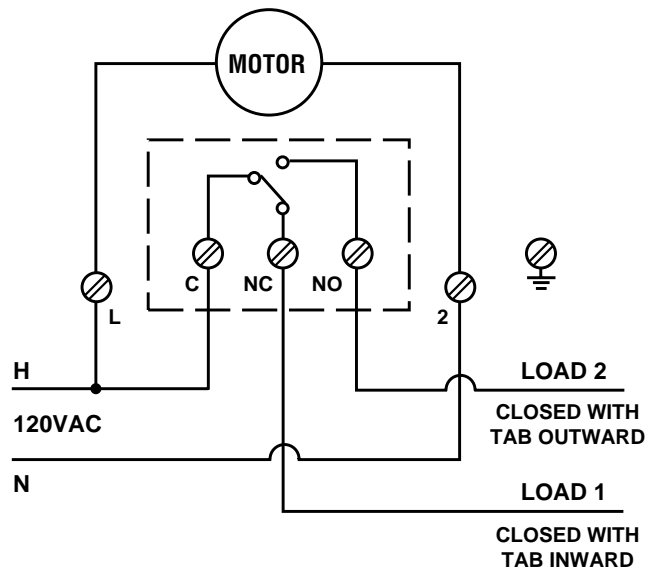 MOTOR
C NC NO
L 2
H
LOAD 2
120VAC
CLOSED WITH
TAB OUTWARD
N
LOAD 1
CLOSED WITH
TAB INWARD